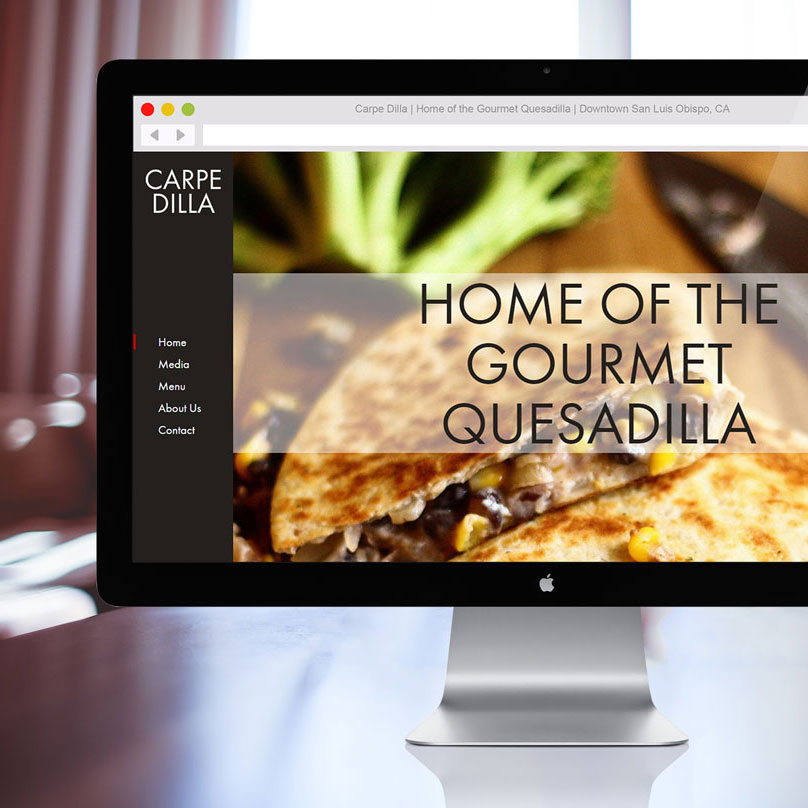 Carpe Dilla | Home of the Gourmet Quesadilla | Downtown San Luis Obispo, CA
CARPE
DILLA
Home
Media
Menu
About Us
Contact
HOME OF THE
GOURMET
QUESADILLA